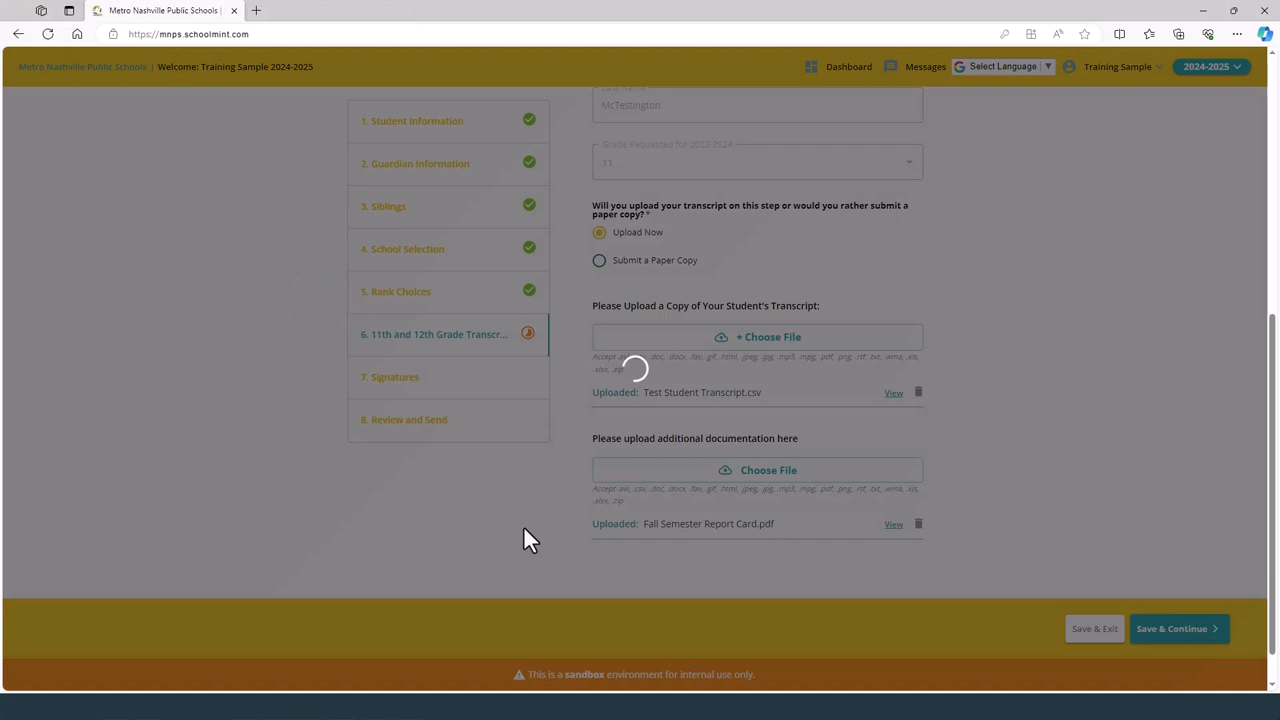 Metro Nashville Public Schools |
https://mnps.schoolmint.com
Metro Nashville Public Schools | Welcome: Training Sample 2024-2025
Dashboard
Messages
Select Language
Training Sample
2024-2025
1. Student Information
2. Guardian Information
3. Siblings
4. School Selection
5. Rank Choices
6. 11th and 12th Grade Transcr...
7. Signatures
8. Review and Send
Last Name
McTestington
Grade Requested for 2023-2024
11
Will you upload your transcript on this step or would you rather submit a
paper copy? *
Upload Now
Submit a Paper Copy
Please Upload a Copy of Your Student's Transcript:
* Choose File
.doc, .docx, .fav, .gif, .html, .jpeg, .jpg, .mp3, .mpg, .pdf, .png, .rtf, .txt, .wma, .xls,
.xlsx, .zip
Uploaded: Test Student Transcript.csv View
Please upload additional documentation here
Choose File
Accept .avi, .csv, .doc, .docx, .fav, .gif, .html, .jpeg, .jpg, .mp3, .mpg, .pdf, .png, .rtf, .txt, .wma, .xls,
.xlsx, .zip
Uploaded: Fall Semester Report Card.pdf View
Save & Exit
Save & Continue
This is a sandbox environment for internal use only.